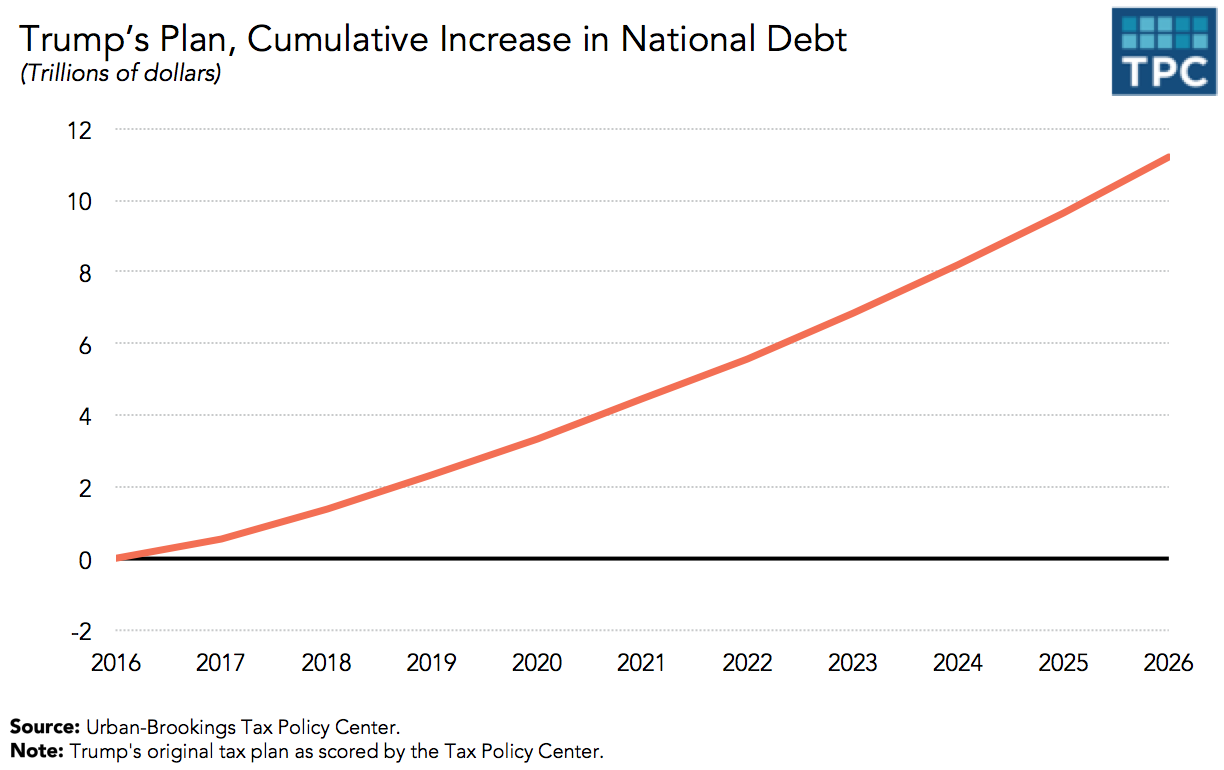 Trump’s Plan, Cumulative Increase in National Debt
(Trillions of dollars)
TPC
12
10
8
6
4
2
0
-2
2016 2017 2018 2019 2020 2021 2022 2023 2024 2025 2026
Source: Urban-Brookings Tax Policy Center.
Note: Trump's original tax plan as scored by the Tax Policy Center.